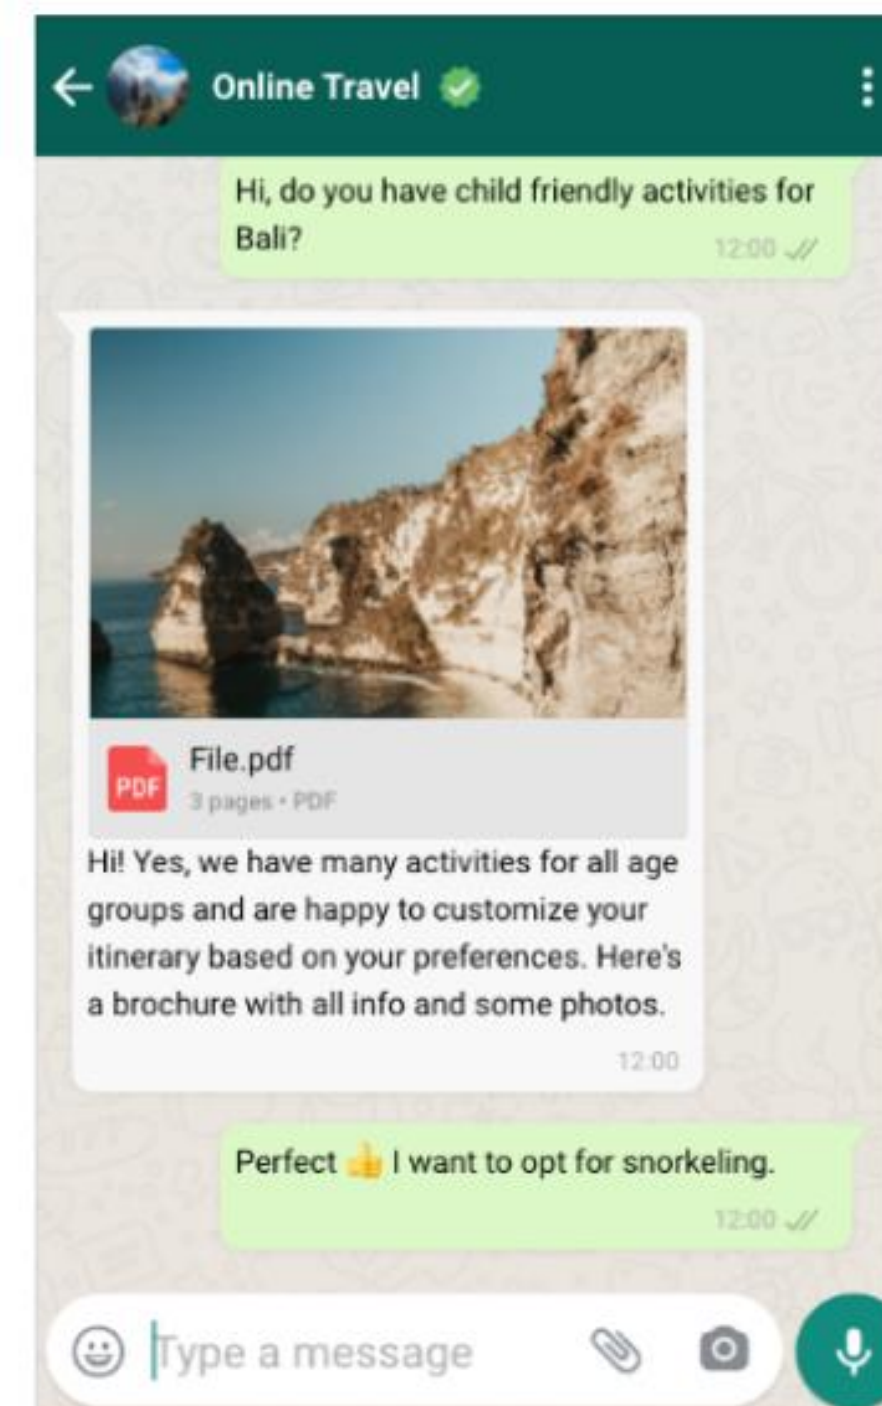 Online Travel
Hi, do you have child friendly activities for
Bali?
12:00
File.pdf
PDF
3 pages • PDF
Hi! Yes, we have many activities for all age
groups and are happy to customize your
itinerary based on your preferences. Here's
a brochure with all info and some photos.
12:00
Perfect 👍 I want to opt for snorkeling.
12:00
Type a message